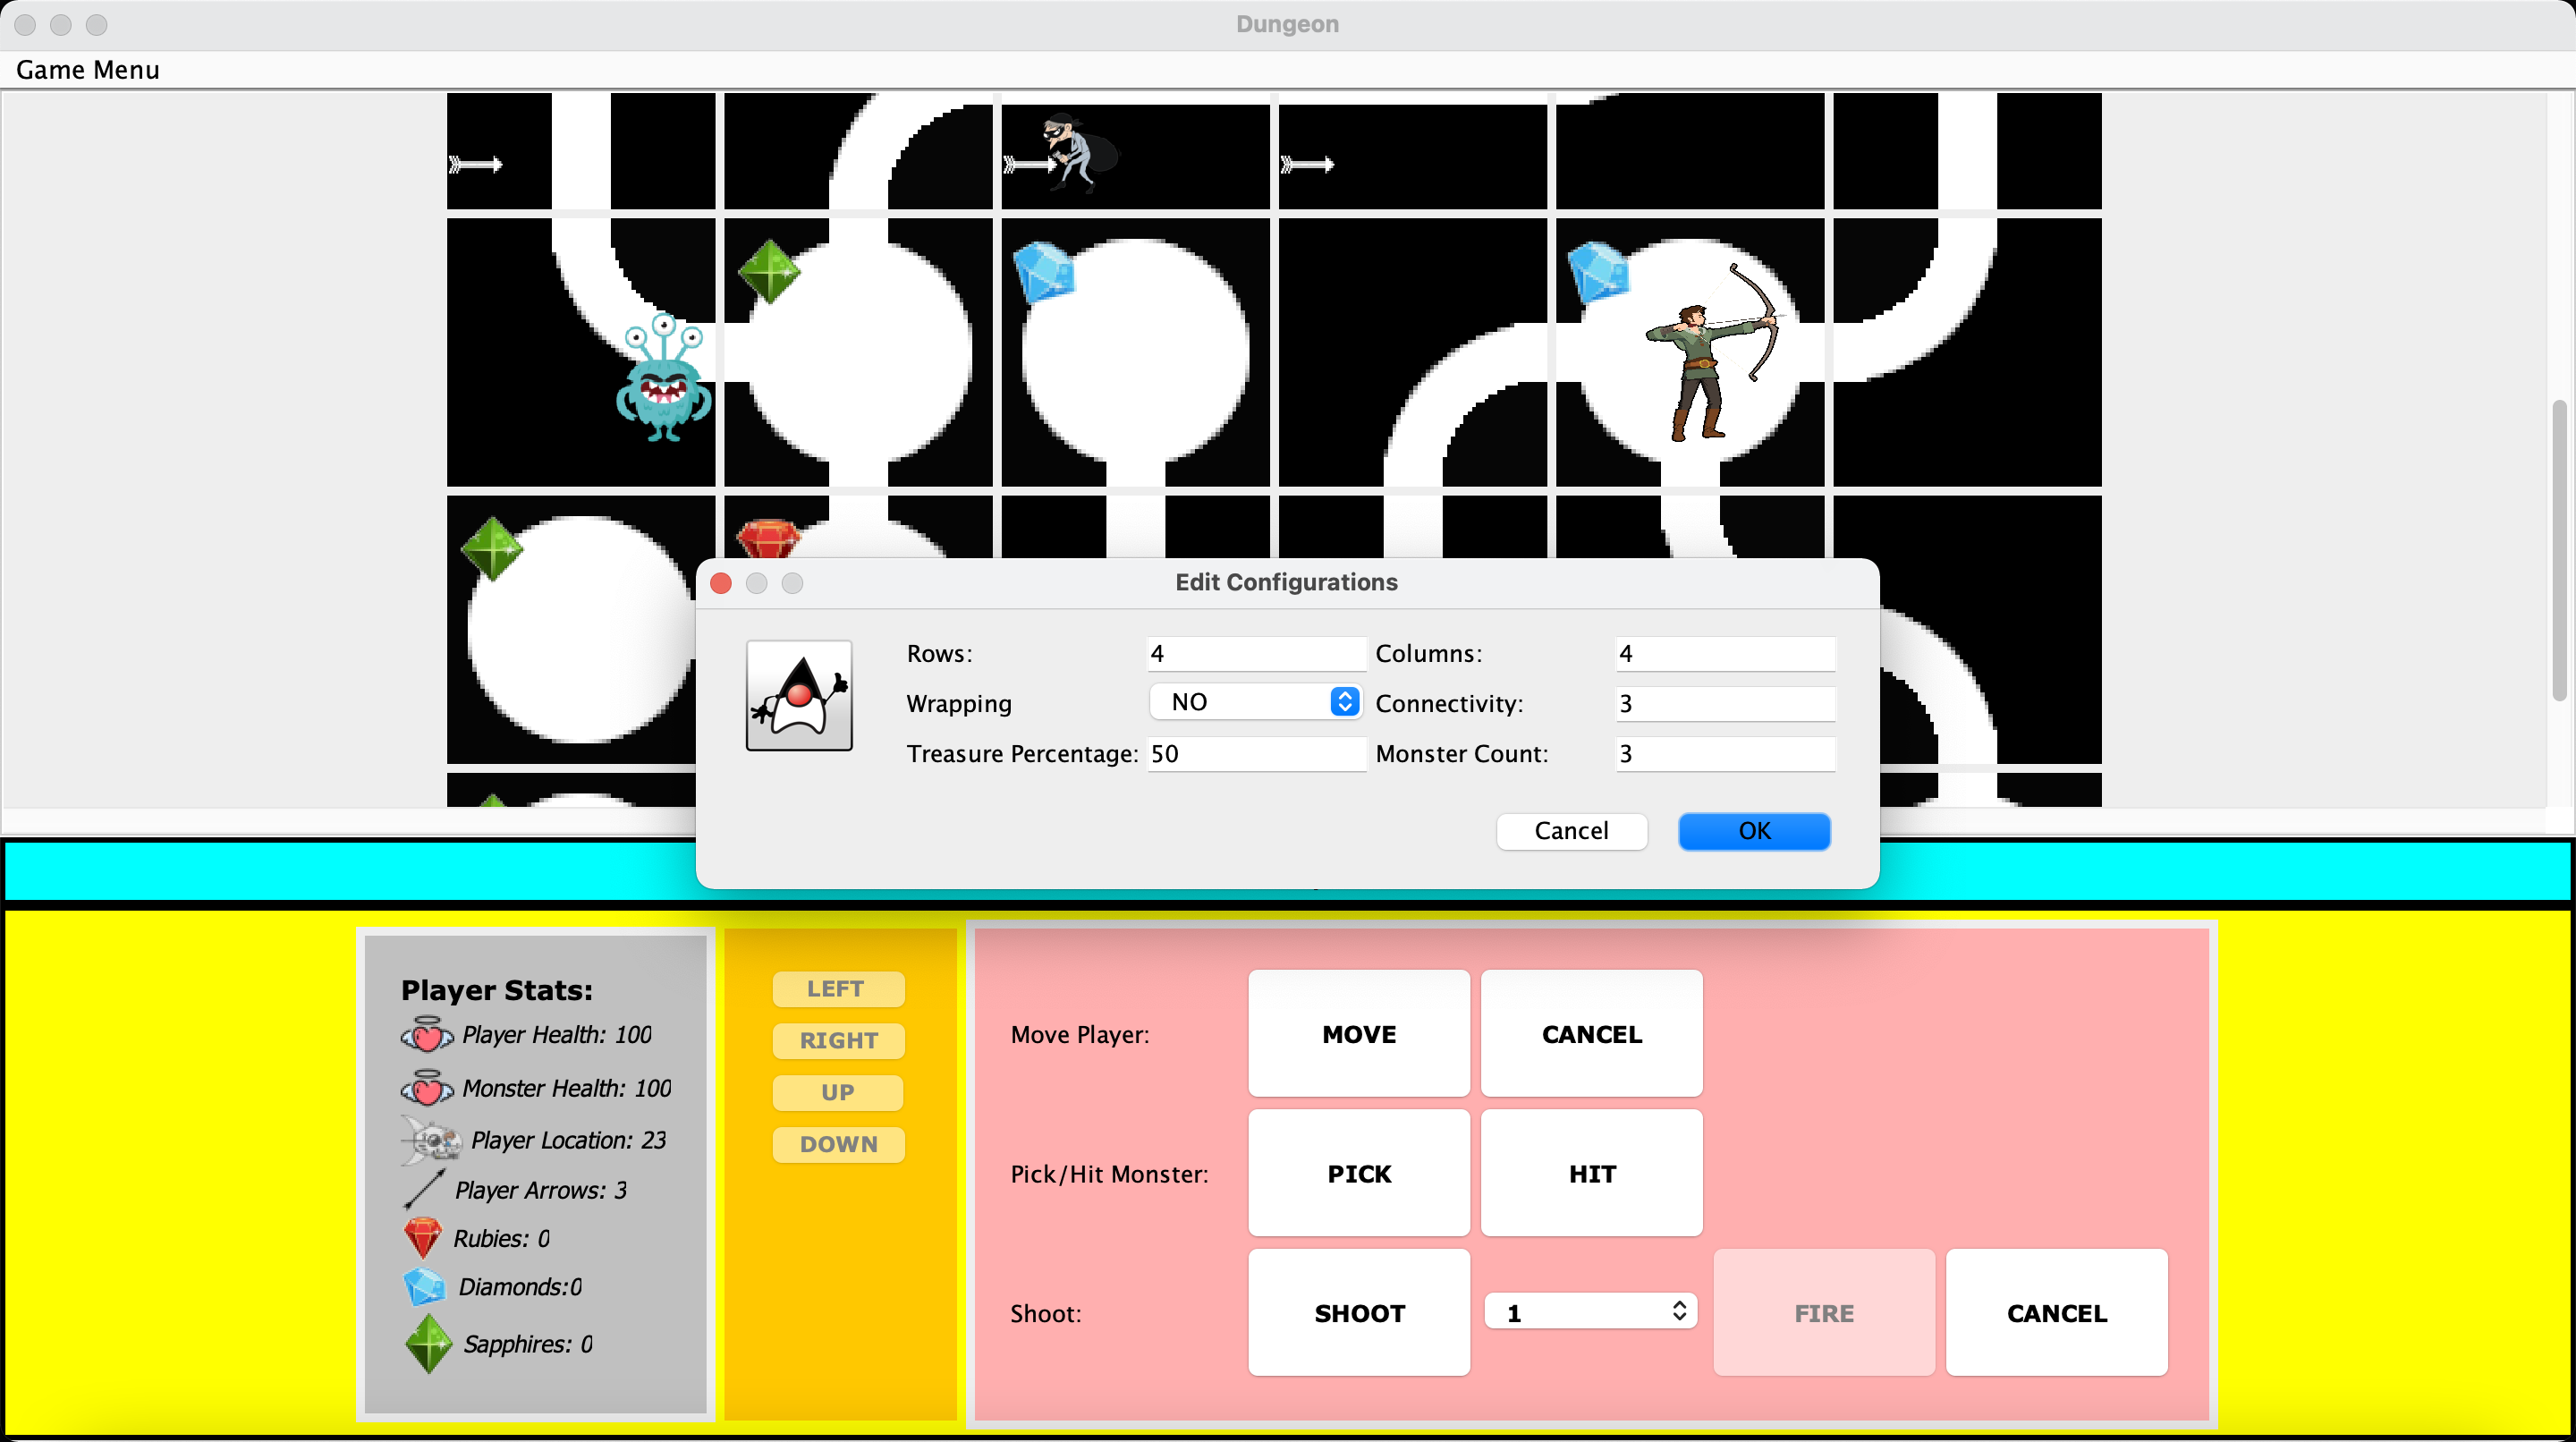 Dungeon
Game Menu
Edit Configurations
Rows: 4 Columns: 4
Wrapping NO Connectivity: 3
Treasure Percentage: 50 Monster Count: 3
Cancel OK
Player Stats:
Player Health: 100
Monster Health: 100
Player Location: 23
Player Arrows: 3
Rubies: 0
Diamonds:0
Sapphires: 0
LEFT
RIGHT
UP
DOWN
Move Player: MOVE CANCEL
Pick/Hit Monster: PICK HIT
Shoot: SHOOT 1 FIRE CANCEL